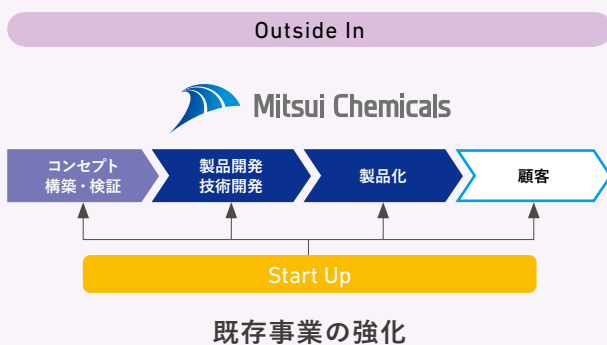 Outside In
Mitsui Chemicals
コンセプト
構築・検証
製品開発
技術開発
製品化
顧客
Start Up
既存事業の強化